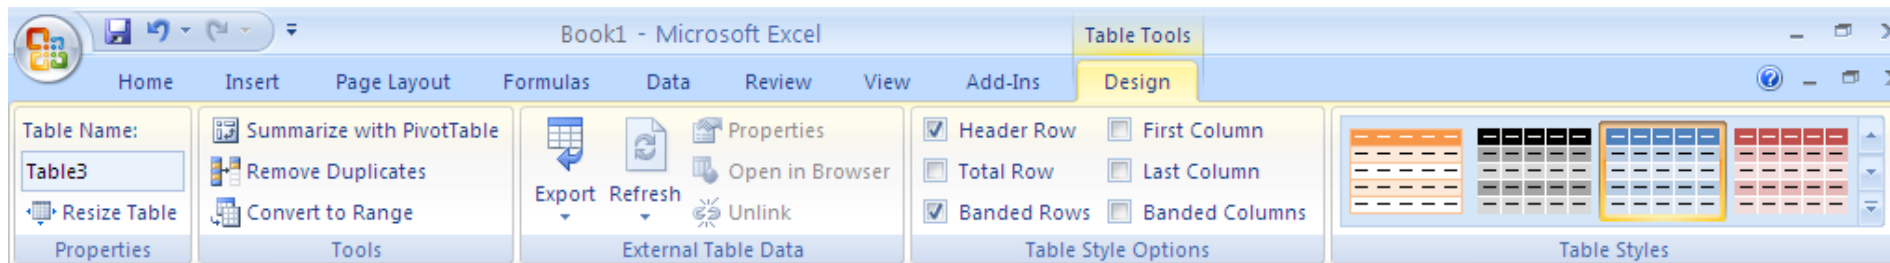 Book1 - Microsoft Excel
Table Tools
Home Insert Page Layout Formulas Data Review View Add-Ins Design
Table Name:
Table3
Resize Table
Properties
Summarize with PivotTable
Remove Duplicates
Convert to Range
Tools
Export Refresh
Properties
Open in Browser
Unlink
External Table Data
Header Row First Column
Total Row Last Column
Banded Rows Banded Columns
Table Style Options
Table Styles